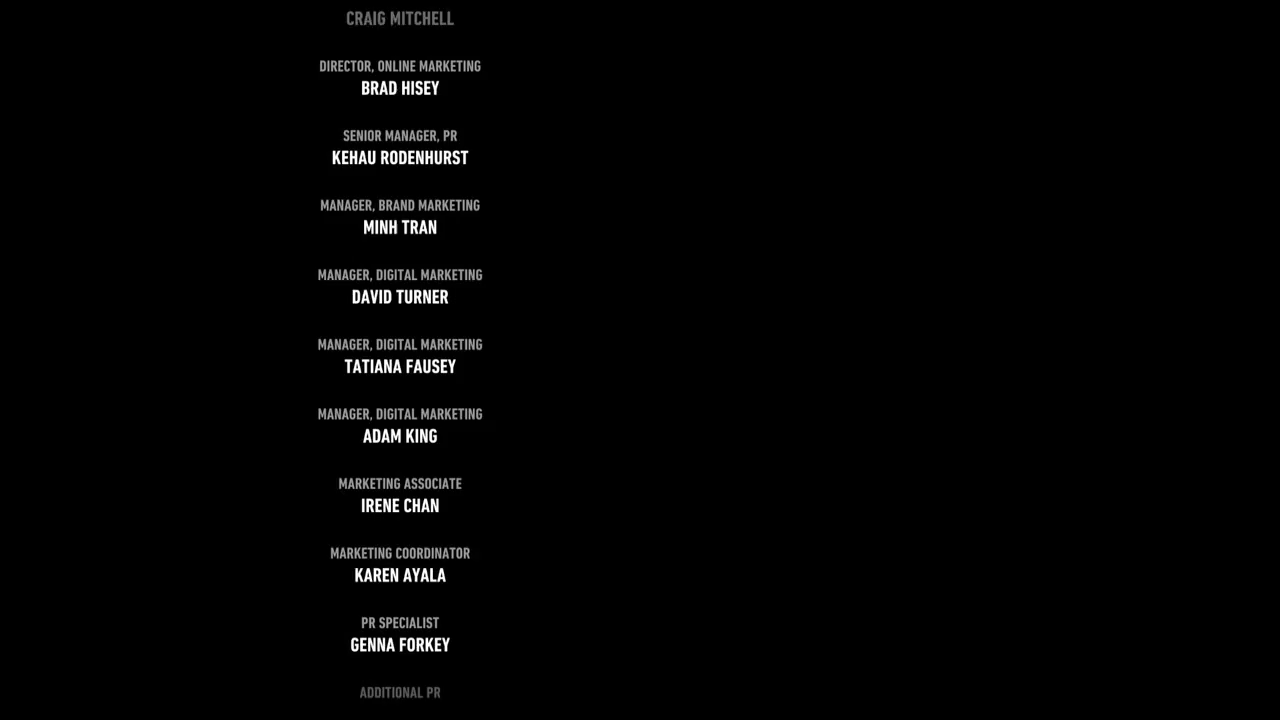 CRAIG MITCHELL
DIRECTOR, ONLINE MARKETING
BRAD HISEY
SENIOR MANAGER, PR
KEHAU RODENHURST
MANAGER, BRAND MARKETING
MINH TRAN
MANAGER, DIGITAL MARKETING
DAVID TURNER
MANAGER, DIGITAL MARKETING
TATIANA FAUSEY
MANAGER, DIGITAL MARKETING
ADAM KING
MARKETING ASSOCIATE
IRENE CHAN
MARKETING COORDINATOR
KAREN AYALA
PR SPECIALIST
GENNA FORKEY
ADDITIONAL PR